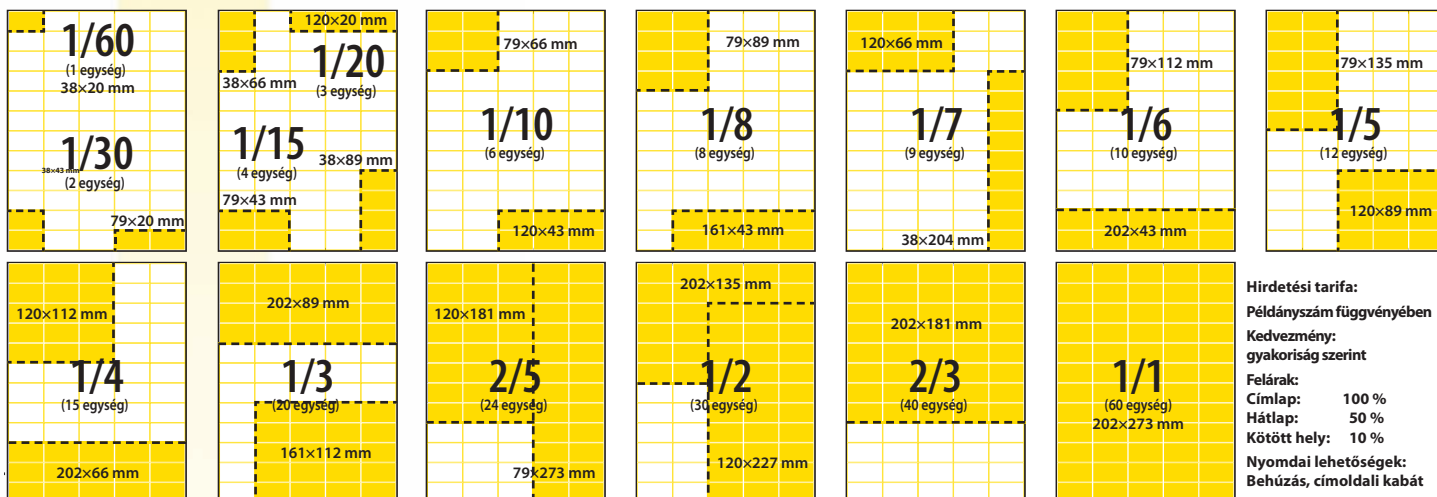 1/60
(1 egység)
38×20 mm
1/30
38×43 mm
(2 egység)
79×20 mm
120×20 mm
1/20
(3 egység)
38×66 mm
1/15
(4 egység)
38×89 mm
79×43 mm
79×66 mm
1/10
(6 egység)
120×43 mm
79×89 mm
1/8
(8 egység)
161×43 mm
120×66 mm
1/7
(9 egység)
38×204 mm
79×112 mm
1/6
(10 egység)
202×43 mm
79×135 mm
1/5
(12 egység)
120×89 mm
120×112 mm
1/4
(15 egység)
202×66 mm
202×89 mm
1/3
(20 egység)
161×112 mm
120×181 mm
2/5
(24 egység)
79×273 mm
202×135 mm
1/2
(30 egység)
120×227 mm
202×181 mm
2/3
(40 egység)
1/1
(60 egység)
202×273 mm
Hirdetési tarifa:
Példányszám függvényében
Kedvezmény:
gyakoriság szerint
Felárak:
Címlap: 100 %
Hátlap: 50 %
Kötött hely: 10 %
Nyomdai lehetőségek:
Behúzás, címoldali kabát